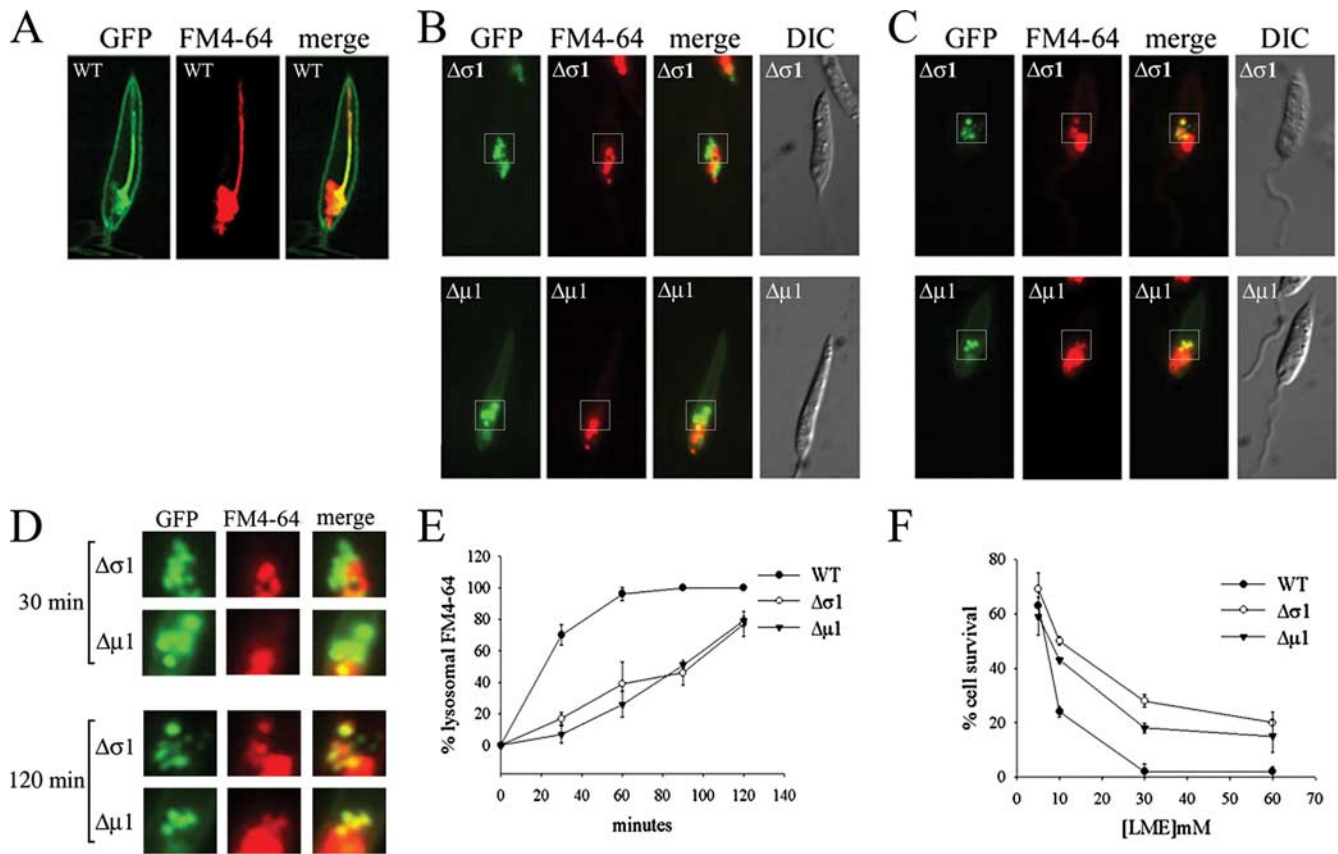 A
GFP FM4-64 merge
WT WT WT
B
GFP FM4-64 merge DIC
Δσ1 Δσ1 Δσ1 Δσ1
Δμ1 Δμ1 Δμ1 Δμ1
C
GFP FM4-64 merge DIC
Δσ1 Δσ1 Δσ1 Δσ1
Δμ1 Δμ1 Δμ1 Δμ1
D
GFP FM4-64 merge
30 min
Δσ1
Δμ1
120 min
Δσ1
Δμ1
E
% lysosomal FM4-64
120
100
80
60
40
20
0
0 20 40 60 80 100 120 140
minutes
WT
Δσ1
Δμ1
F
% cell survival
80
60
40
20
0
0 10 20 30 40 50 60 70
[LME]mM
WT
Δσ1
Δμ1